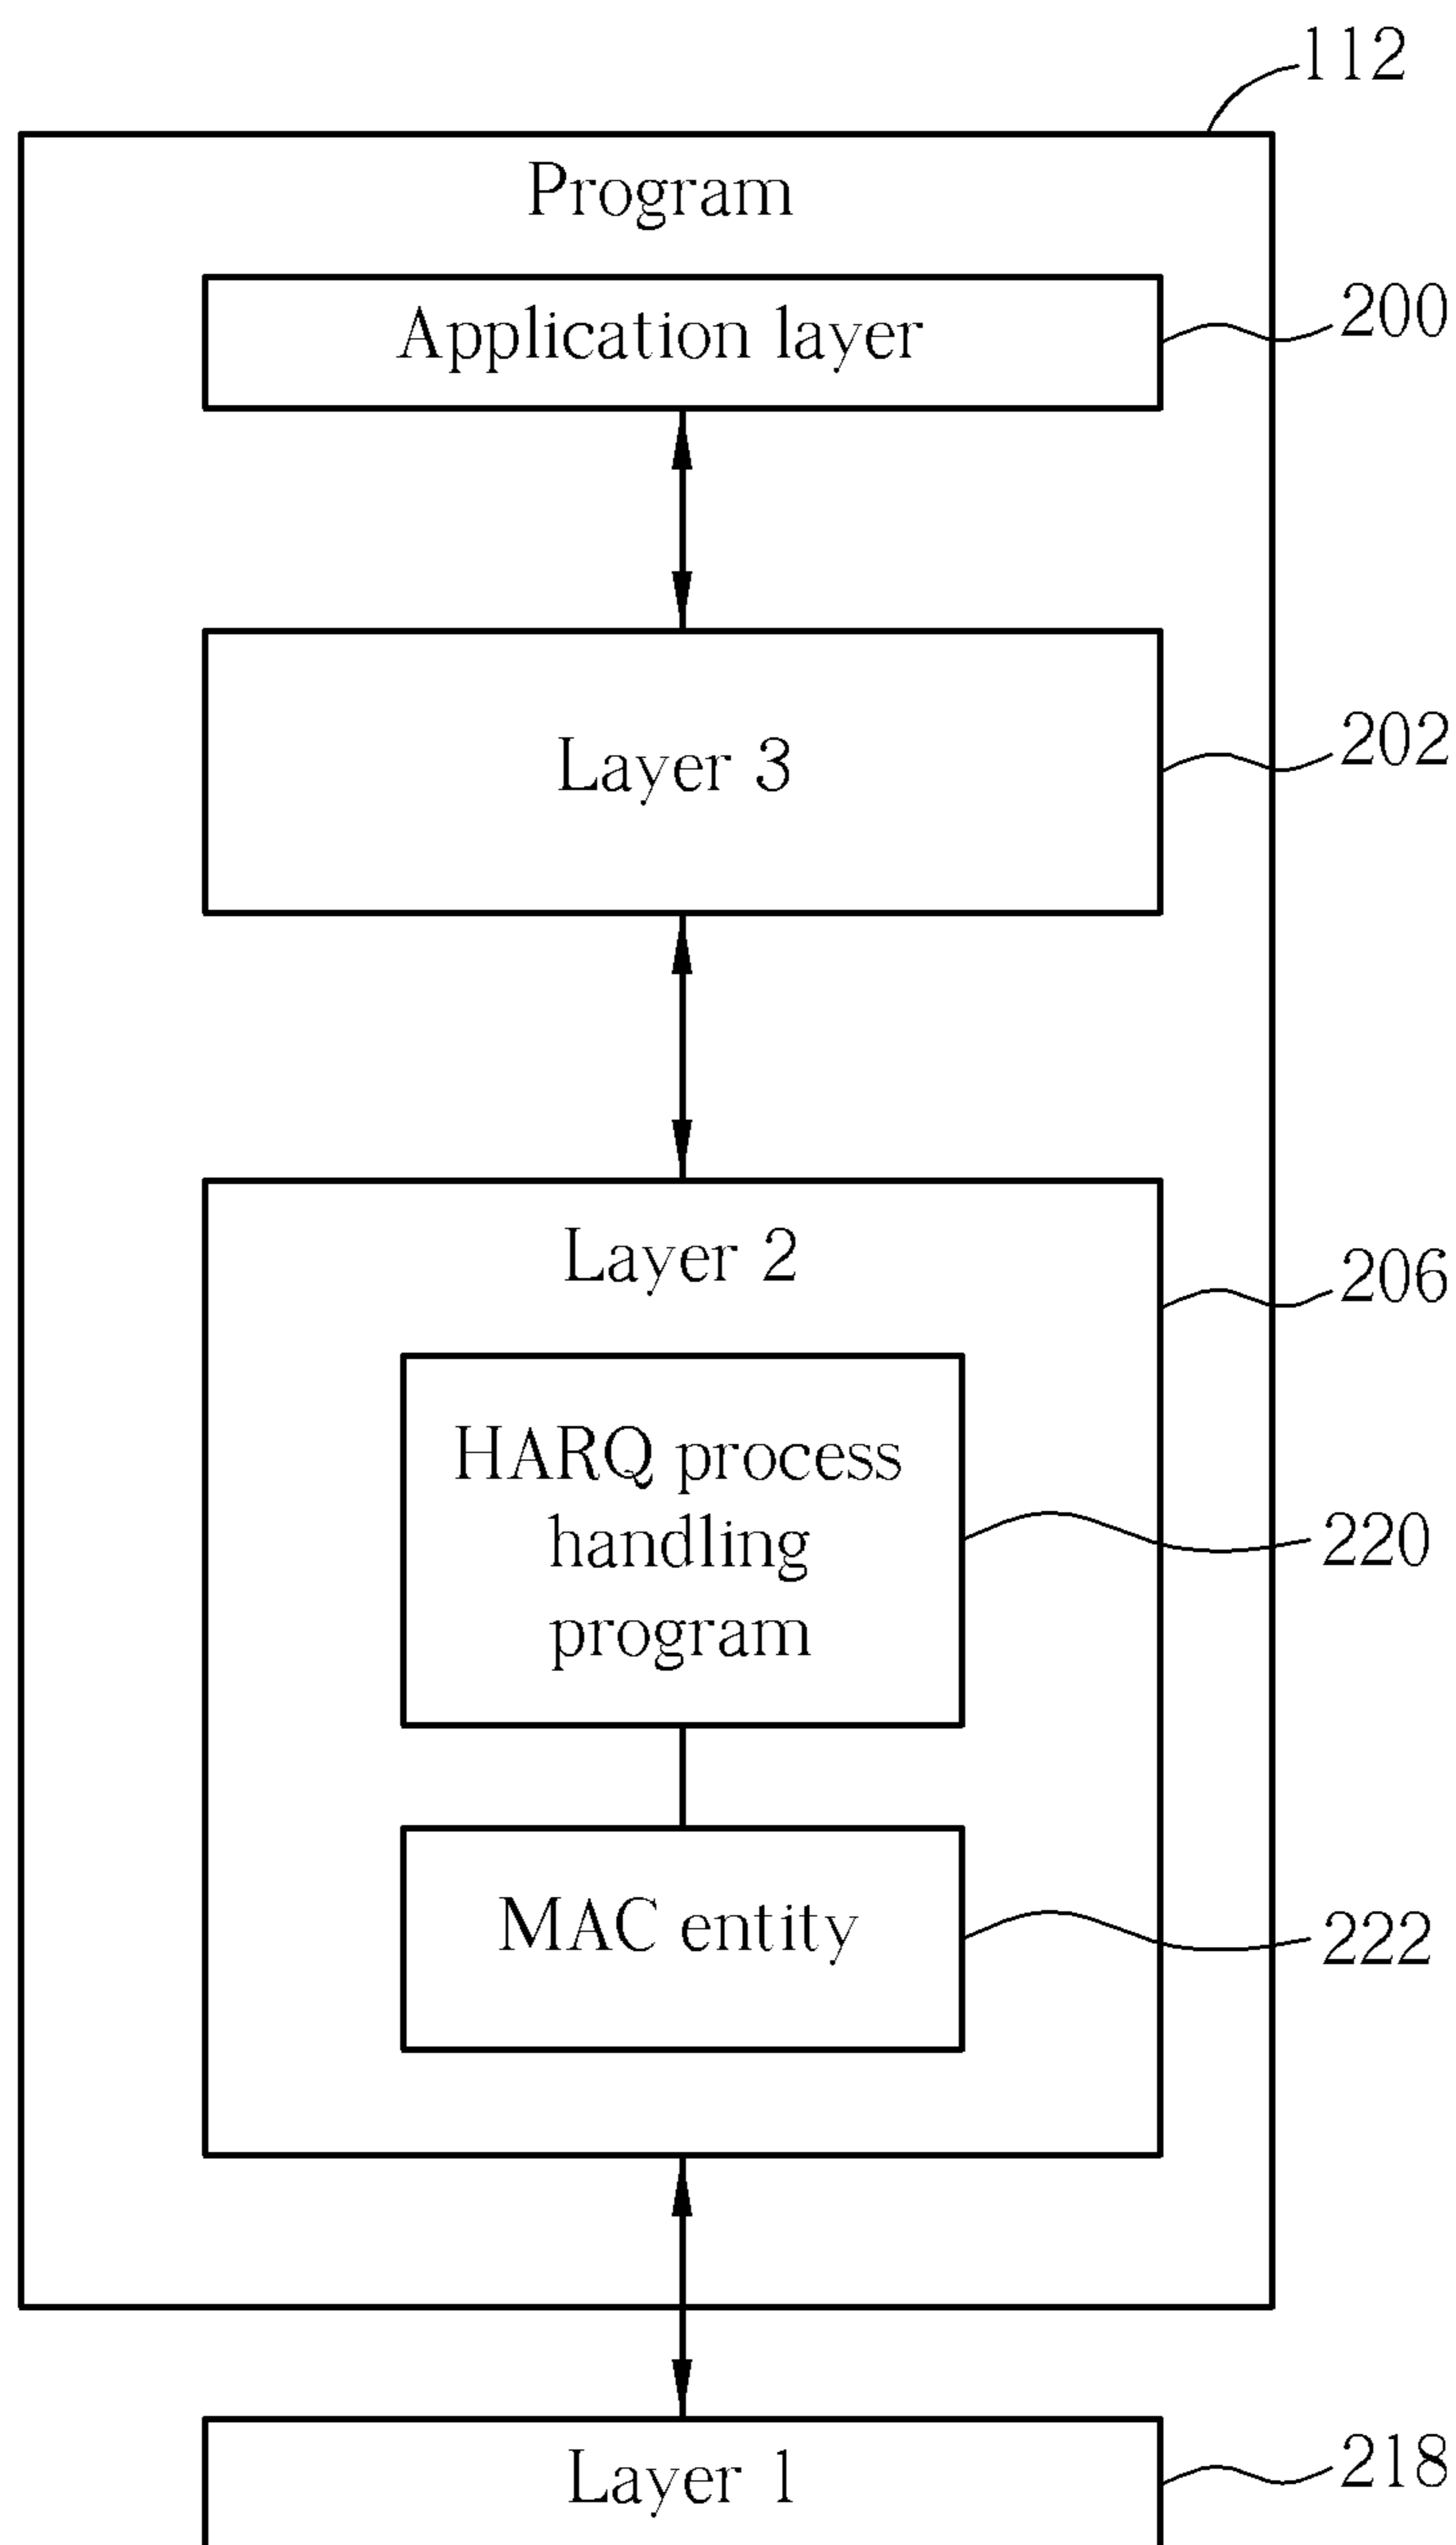 112
Program
Application layer
200
Layer 3
202
Layer 2
206
HARQ process
handling
program
220
MAC entity
222
Layer 1
218